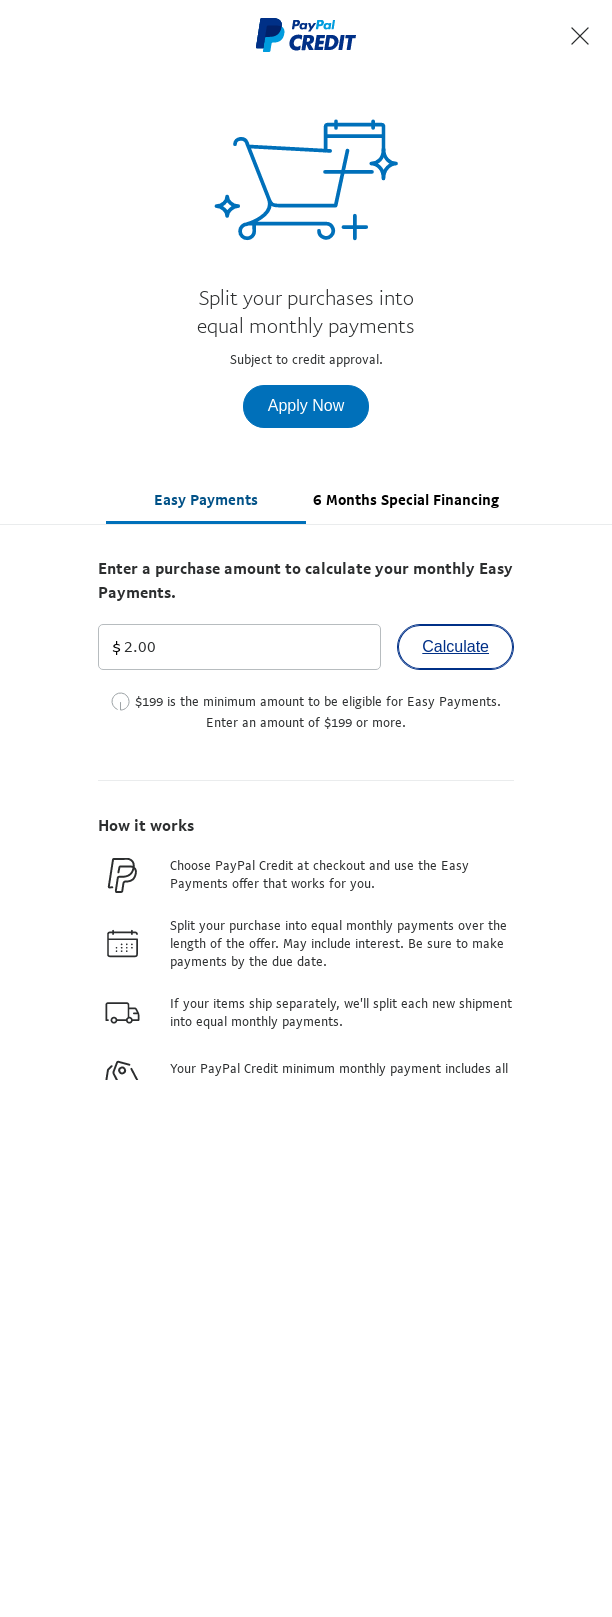 PayPal
CREDIT
Split your purchases into
equal monthly payments
Subject to credit approval.
Apply Now
Easy Payments
6 Months Special Financing
Enter a purchase amount to calculate your monthly Easy
Payments.
$ 2.00
Calculate
$199 is the minimum amount to be eligible for Easy Payments.
Enter an amount of $199 or more.
How it works
Choose PayPal Credit at checkout and use the Easy
Payments offer that works for you.
Split your purchase into equal monthly payments over the
length of the offer. May include interest. Be sure to make
payments by the due date.
If your items ship separately, we'll split each new shipment
into equal monthly payments.
Your PayPal Credit minimum monthly payment includes all